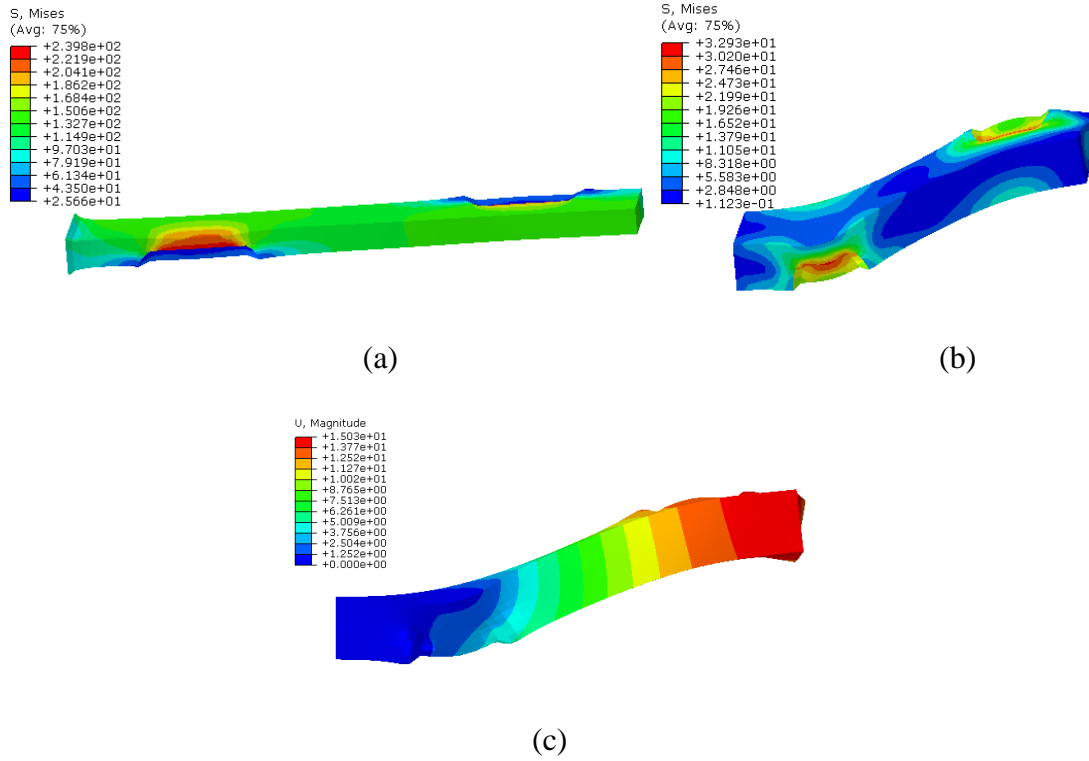 S, Mises
(Avg: 75%)
+2.398e+02
+2.219e+02
+2.041e+02
+1.862e+02
+1.684e+02
+1.506e+02
+1.327e+02
+1.149e+02
+9.703e+01
+7.919e+01
+6.134e+01
+4.350e+01
+2.566e+01
(a)
S, Mises
(Avg: 75%)
+3.293e+01
+3.020e+01
+2.746e+01
+2.473e+01
+2.199e+01
+1.926e+01
+1.652e+01
+1.379e+01
+1.105e+01
+8.318e+00
+5.583e+00
+2.848e+00
+1.123e-01
(b)
U, Magnitude
+1.503e+01
+1.377e+01
+1.252e+01
+1.127e+01
+1.002e+01
+8.765e+00
+7.513e+00
+6.261e+00
+5.009e+00
+3.756e+00
+2.504e+00
+1.252e+00
+0.000e+00
(c)